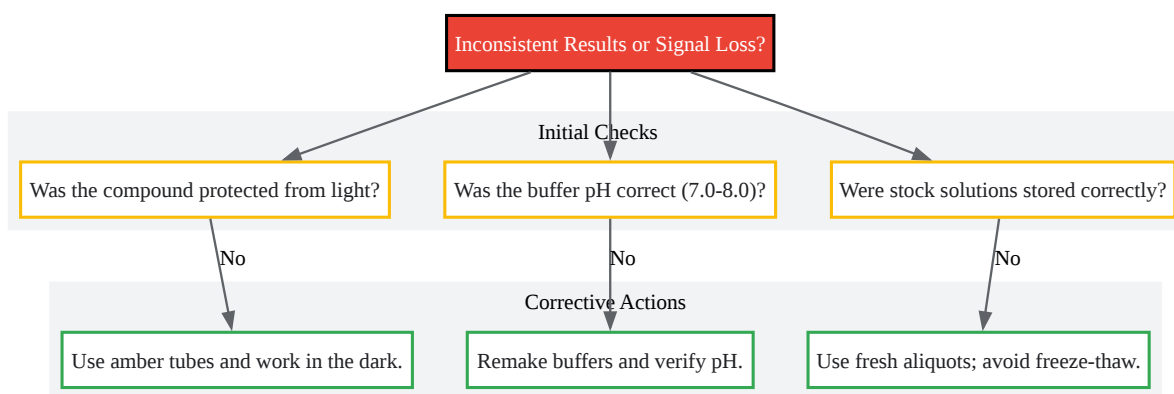 Inconsistent Results or Signal Loss?
Initial Checks
Was the compound protected from light?
Was the buffer pH correct (7.0-8.0)?
Were stock solutions stored correctly?
No
No
No
Corrective Actions
Use amber tubes and work in the dark.
Remake buffers and verify pH.
Use fresh aliquots; avoid freeze-thaw.